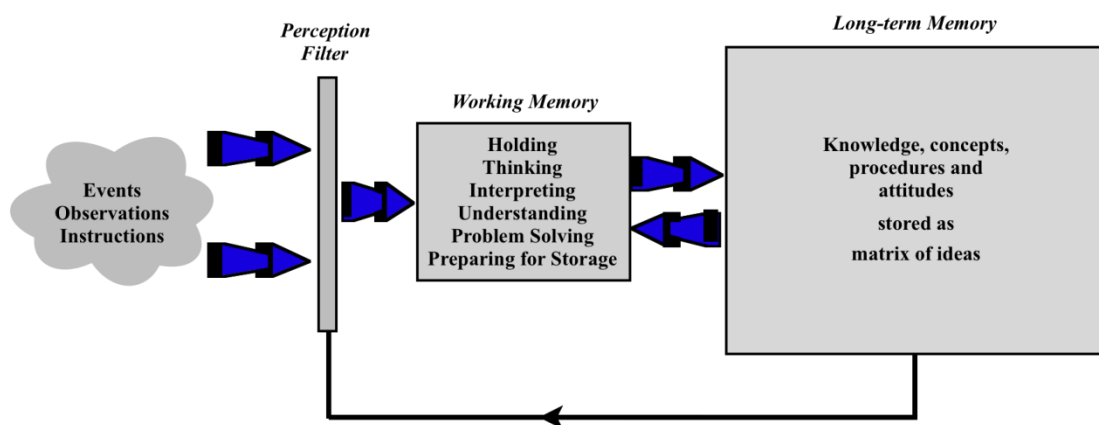 Perception
Filter
Long-term Memory
Working Memory
Events
Observations
Instructions
Holding
Thinking
Interpreting
Understanding
Problem Solving
Preparing for Storage
Knowledge, concepts,
procedures and
attitudes
stored as
matrix of ideas